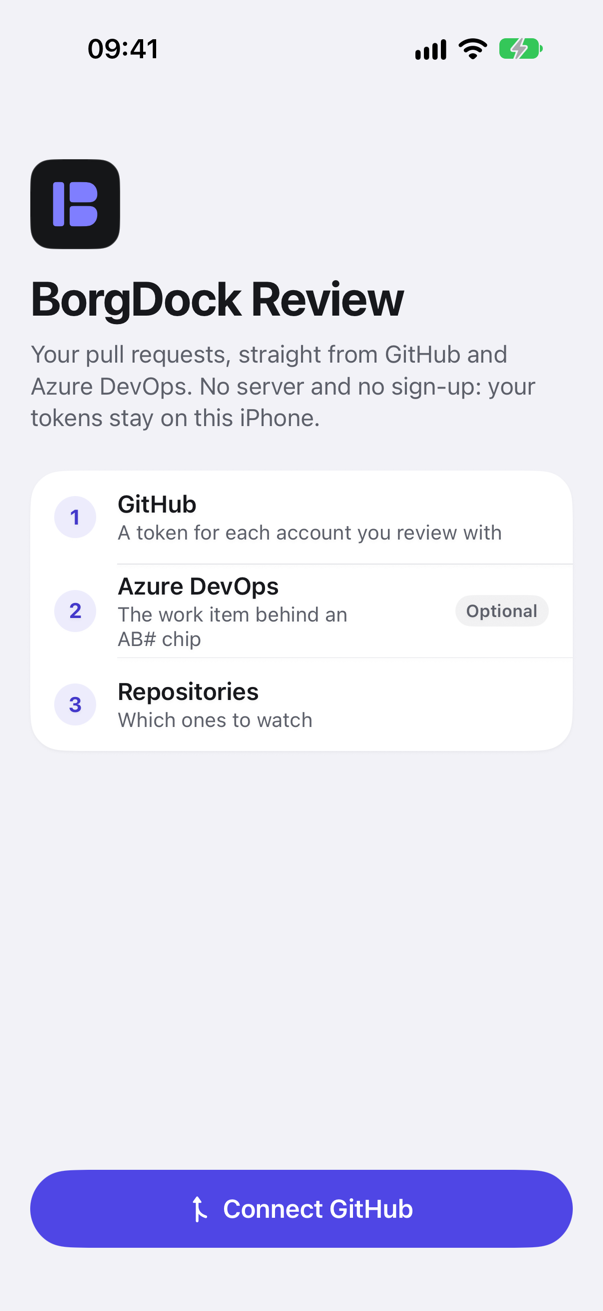 09:41
BorgDock Review
Your pull requests, straight from GitHub and
Azure DevOps. No server and no sign-up: your
tokens stay on this iPhone.
1
GitHub
A token for each account you review with
2
Azure DevOps
The work item behind an
AB# chip
Optional
3
Repositories
Which ones to watch
Connect GitHub